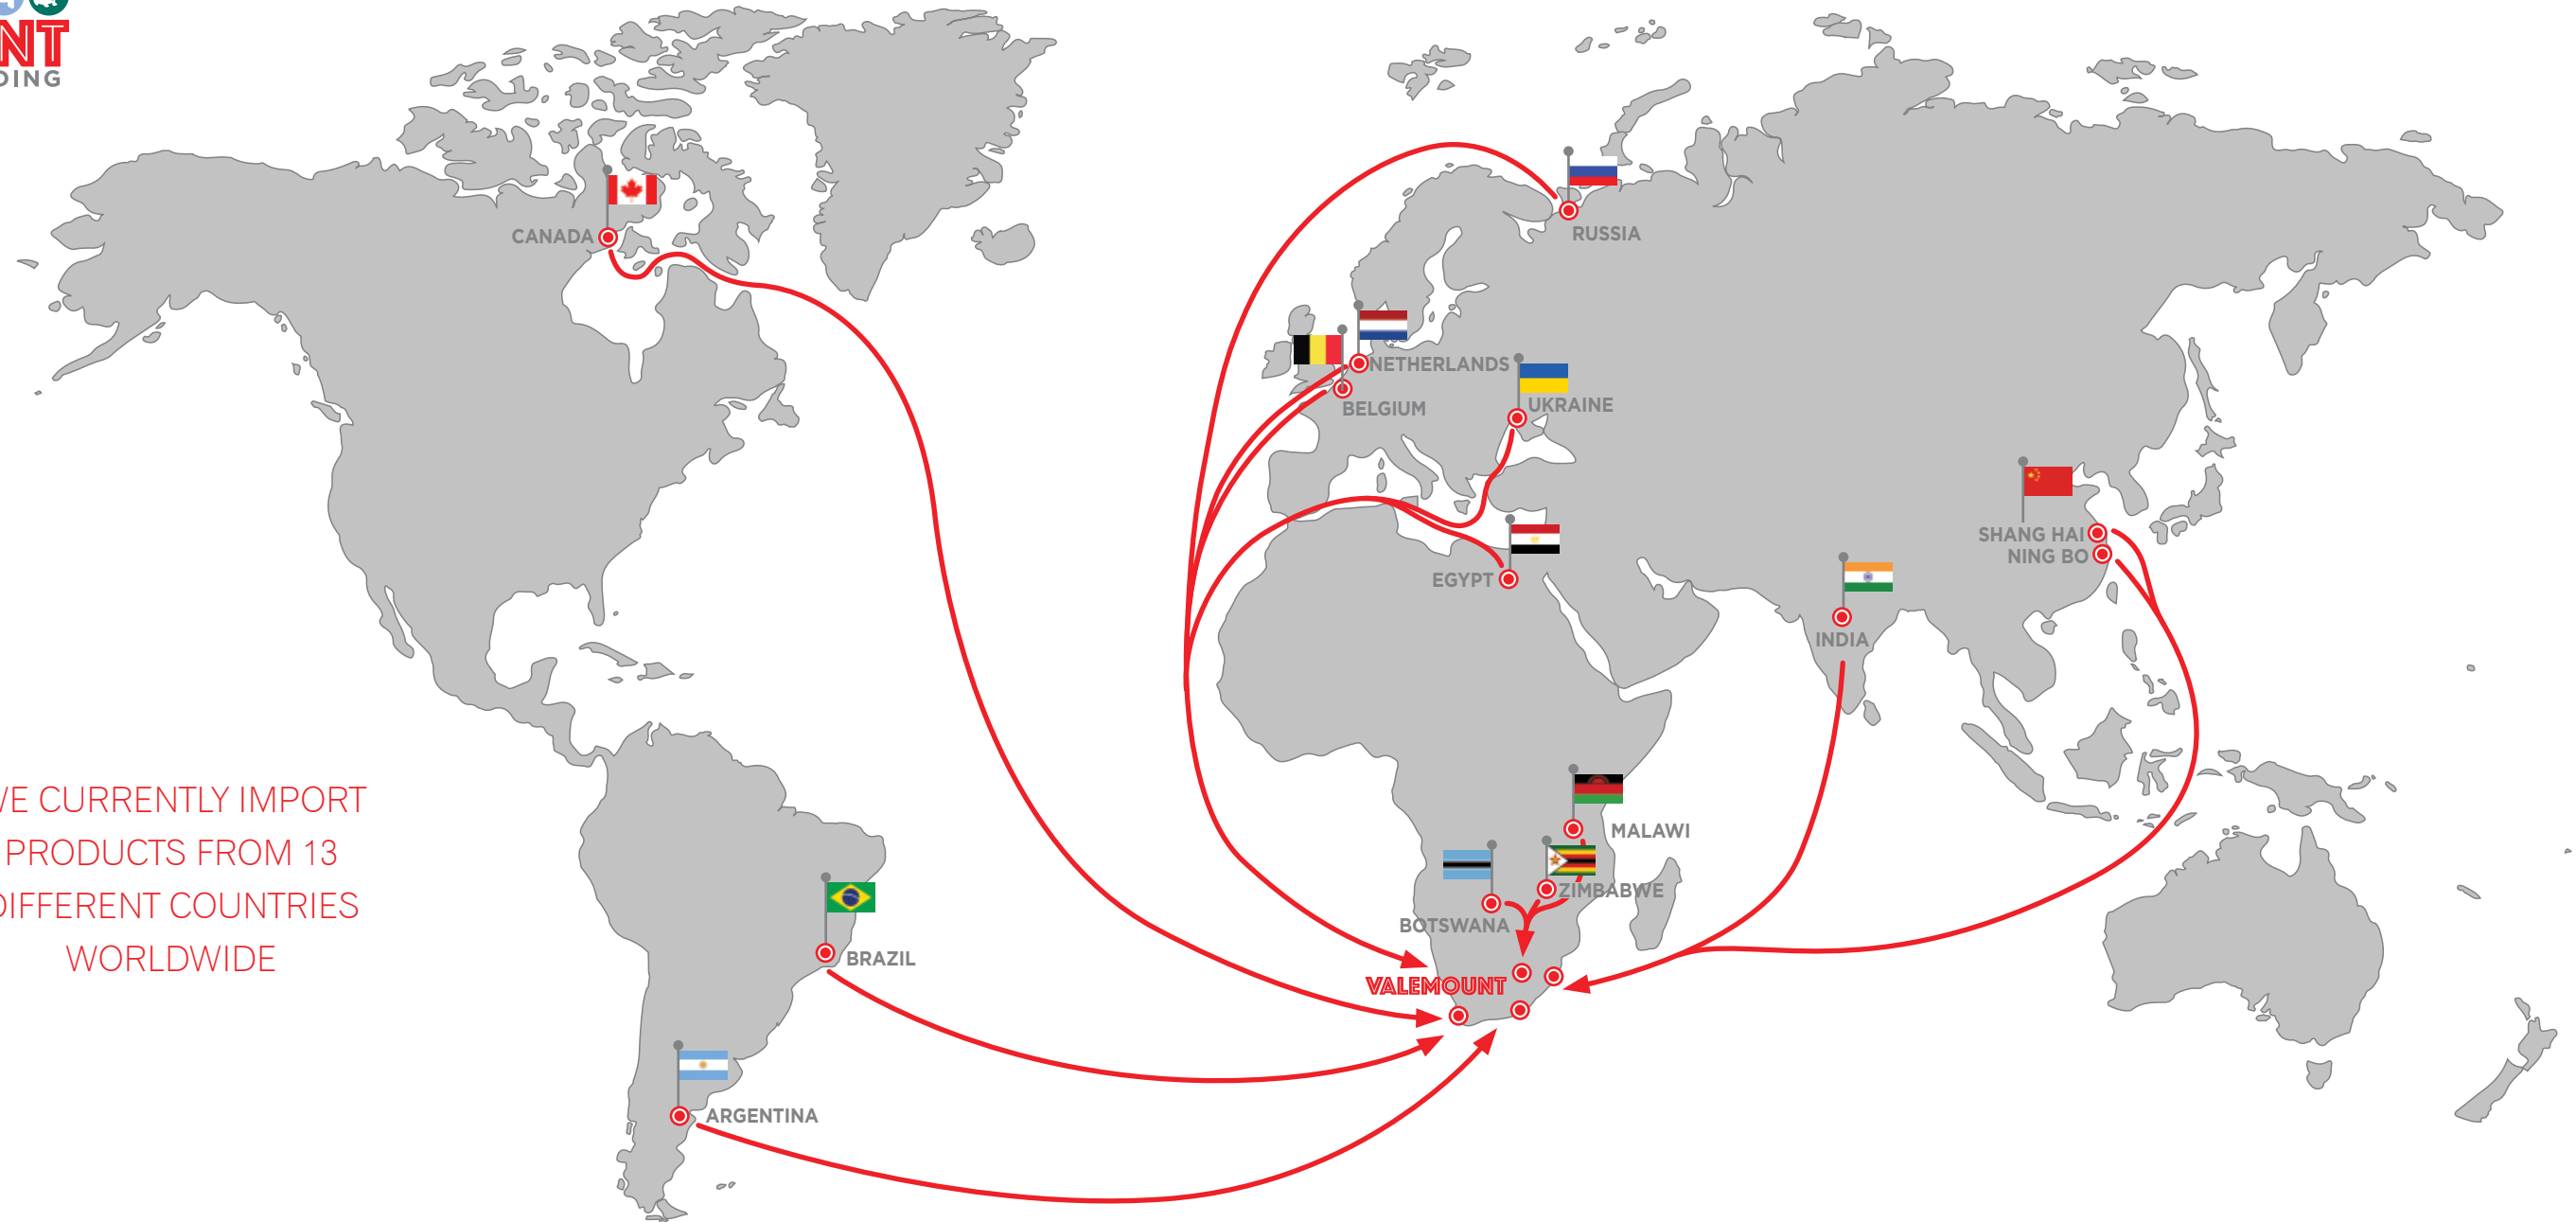 NT
DING
CANADA
RUSSIA
NETHERLANDS
BELGIUM
UKRAINE
SHANG HAI
NING BO
EGYPT
INDIA
WE CURRENTLY IMPORT
PRODUCTS FROM 13
DIFFERENT COUNTRIES
WORLDWIDE
MALAWI
ZIMBABWE
BOTSWANA
BRAZIL
VALEMOUNT
ARGENTINA